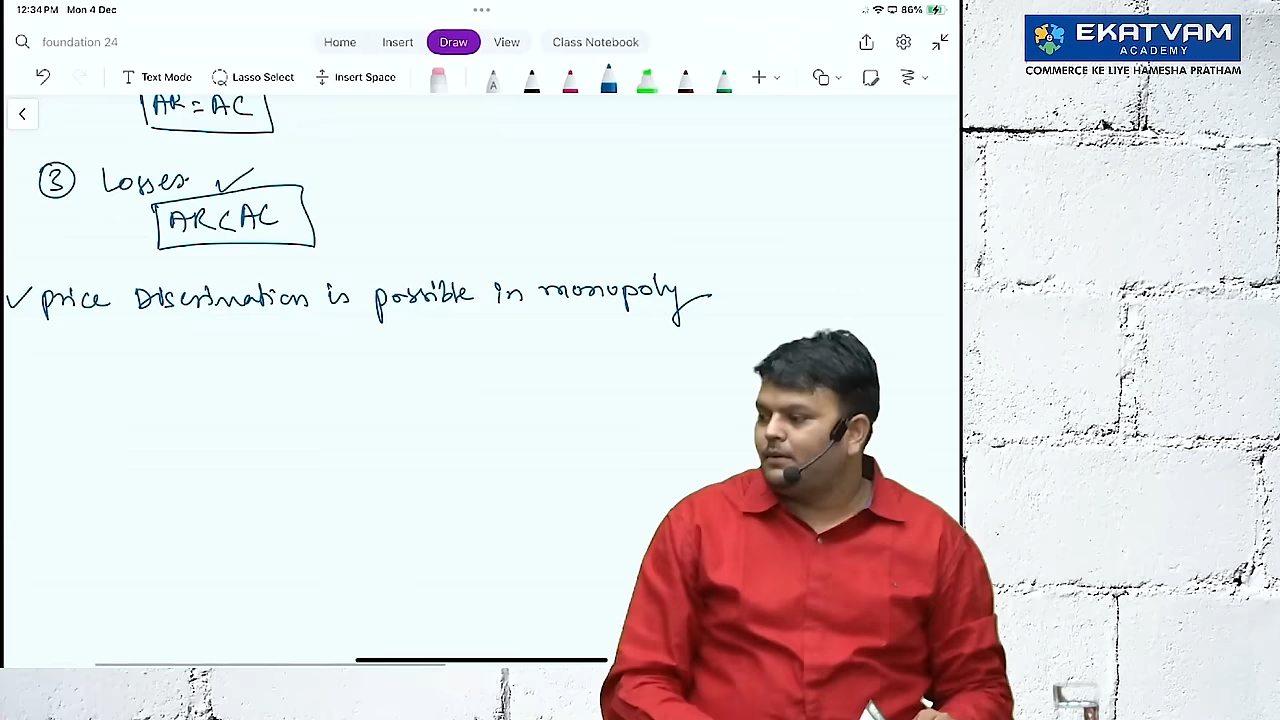 12:34 PM Mon 4 Dec
86%
foundation 24
Home Insert Draw View Class Notebook
Text Mode Lasso Select Insert Space
AR = AC
3 Losses ✓
AR < AC
✓ price Discrimation is possible in monopoly
EKATVAM
ACADEMY
COMMERCE KE LIYE HAMESHA PRATHAM